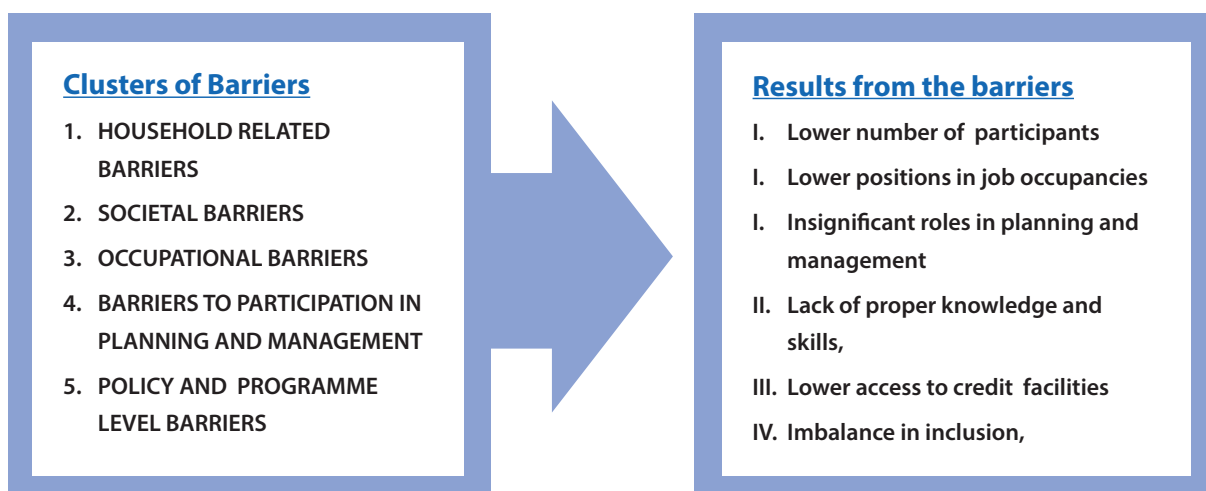 Clusters of Barriers
1. HOUSEHOLD RELATED
BARRIERS
2. SOCIETAL BARRIERS
3. OCCUPATIONAL BARRIERS
4. BARRIERS TO PARTICIPATION IN
PLANNING AND MANAGEMENT
5. POLICY AND PROGRAMME
LEVEL BARRIERS
Results from the barriers
I. Lower number of participants
I. Lower positions in job occupancies
I. Insignificant roles in planning and
management
II. Lack of proper knowledge and
skills,
III. Lower access to credit facilities
IV. Imbalance in inclusion,